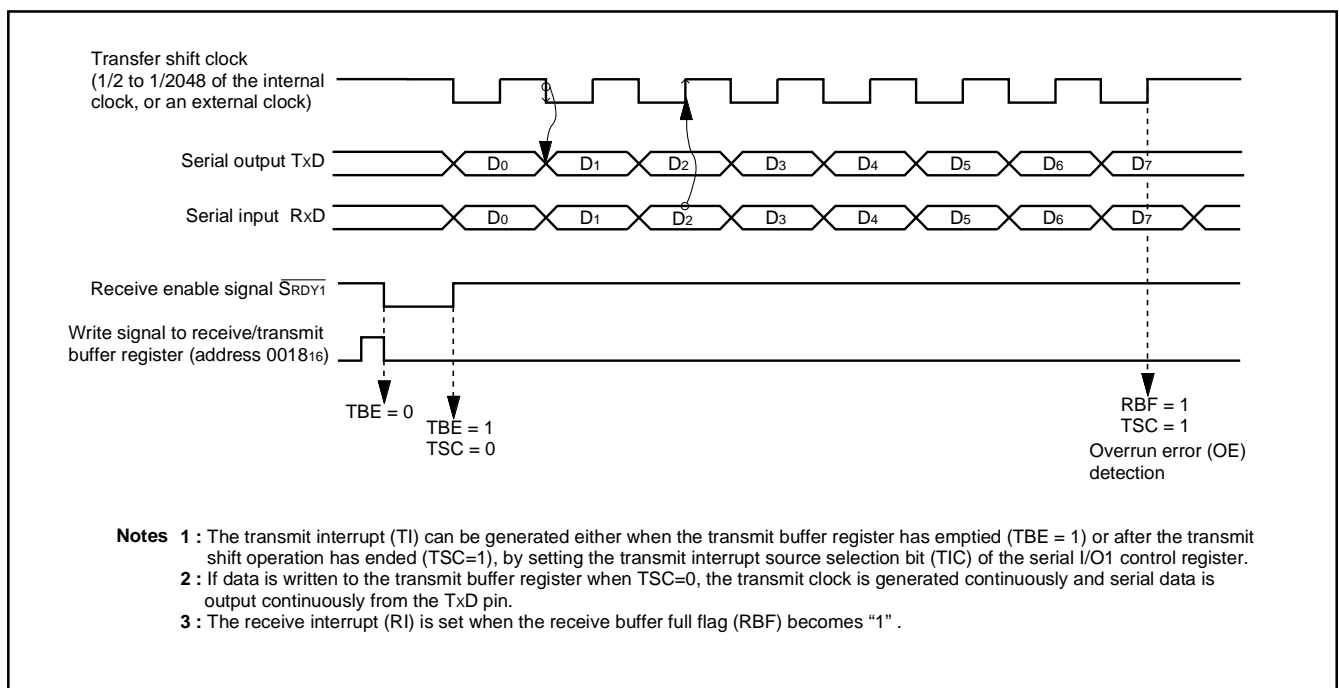 Transfer shift clock
(1/2 to 1/2048 of the internal
clock, or an external clock)
Serial output TxD
D0 D1 D2 D3 D4 D5 D6 D7
Serial input RxD
D0 D1 D2 D3 D4 D5 D6 D7
Receive enable signal SRDY1
Write signal to receive/transmit
buffer register (address 001816)
TBE = 0
TBE = 1
TSC = 0
RBF = 1
TSC = 1
Overrun error (OE)
detection
Notes 1 : The transmit interrupt (TI) can be generated either when the transmit buffer register has emptied (TBE = 1) or after the transmit
shift operation has ended (TSC=1), by setting the transmit interrupt source selection bit (TIC) of the serial I/O1 control register.
2 : If data is written to the transmit buffer register when TSC=0, the transmit clock is generated continuously and serial data is
output continuously from the TxD pin.
3 : The receive interrupt (RI) is set when the receive buffer full flag (RBF) becomes “1” .